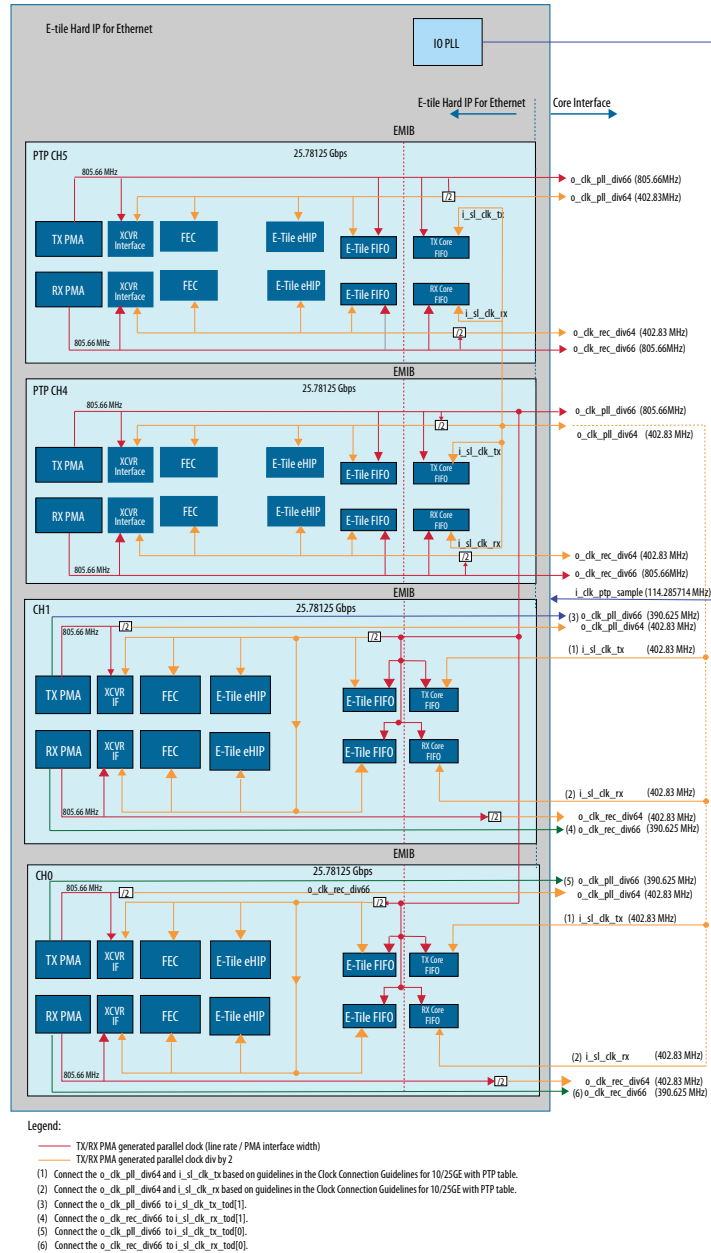 E-tile Hard IP for Ethernet
IO PLL
E-tile Hard IP For Ethernet
Core Interface
EMIB
PTP CH5
25.78125 Gbps
805.66 MHz
o_clk_pll_div66 (805.66MHz)
/2
o_clk_pll_div64 (402.83MHz)
i_sl_clk_tx
TX PMA
XCVR
Interface
FEC
E-Tile eHIP
E-Tile FIFO
TX Core
FIFO
RX PMA
XCVR
Interface
FEC
E-Tile eHIP
E-Tile FIFO
RX Core
FIFO
i_sl_clk_rx
/2
o_clk_rec_div64 (402.83 MHz)
805.66 MHz
o_clk_rec_div66 (805.66MHz)
EMIB
PTP CH4
25.78125 Gbps
805.66 MHz
o_clk_pll_div66 (805.66MHz)
/2
o_clk_pll_div64 (402.83 MHz)
i_sl_clk_tx
TX PMA
XCVR
Interface
FEC
E-Tile eHIP
E-Tile FIFO
TX Core
FIFO
RX PMA
XCVR
Interface
FEC
E-Tile eHIP
E-Tile FIFO
RX Core
FIFO
i_sl_clk_rx
/2
o_clk_rec_div64 (402.83 MHz)
805.66 MHz
o_clk_rec_div66 (805.66MHz)
EMIB
i_clk_ptp_sample (114.285714 MHz)
CH1
25.78125 Gbps
(3) o_clk_pll_div66 (390.625 MHz)
805.66 MHz
/2
o_clk_pll_div64 (402.83 MHz)
/2
(1) i_sl_clk_tx (402.83 MHz)
TX PMA
XCVR
IF
FEC
E-Tile eHIP
E-Tile FIFO
TX Core
FIFO
RX PMA
XCVR
IF
FEC
E-Tile eHIP
E-Tile FIFO
RX Core
FIFO
(2) i_sl_clk_rx (402.83 MHz)
805.66 MHz
/2
o_clk_rec_div64 (402.83 MHz)
(4) o_clk_rec_div66 (390.625 MHz)
EMIB
CH0
25.78125 Gbps
(5) o_clk_pll_div66 (390.625 MHz)
805.66 MHz
/2
o_clk_rec_div66
o_clk_pll_div64 (402.83 MHz)
/2
(1) i_sl_clk_tx (402.83 MHz)
TX PMA
XCVR
IF
FEC
E-Tile eHIP
E-Tile FIFO
TX Core
FIFO
RX PMA
XCVR
IF
FEC
E-Tile eHIP
E-Tile FIFO
RX Core
FIFO
(2) i_sl_clk_rx (402.83 MHz)
805.66 MHz
/2
o_clk_rec_div64 (402.83 MHz)
(6) o_clk_rec_div66 (390.625 MHz)
Legend:
TX/RX PMA generated parallel clock (line rate / PMA interface width)
TX/RX PMA generated parallel clock div by 2
(1) Connect the o_clk_pll_div64 and i_sl_clk_tx based on guidelines in the Clock Connection Guidelines for 10/25GE with PTP table.
(2) Connect the o_clk_pll_div64 and i_sl_clk_rx based on guidelines in the Clock Connection Guidelines for 10/25GE with PTP table.
(3) Connect the o_clk_pll_div66 to i_sl_clk_tx_tod[1].
(4) Connect the o_clk_rec_div66 to i_sl_clk_rx_tod[1].
(5) Connect the o_clk_pll_div66 to i_sl_clk_tx_tod[0].
(6) Connect the o_clk_rec_div66 to i_sl_clk_rx_tod[0].